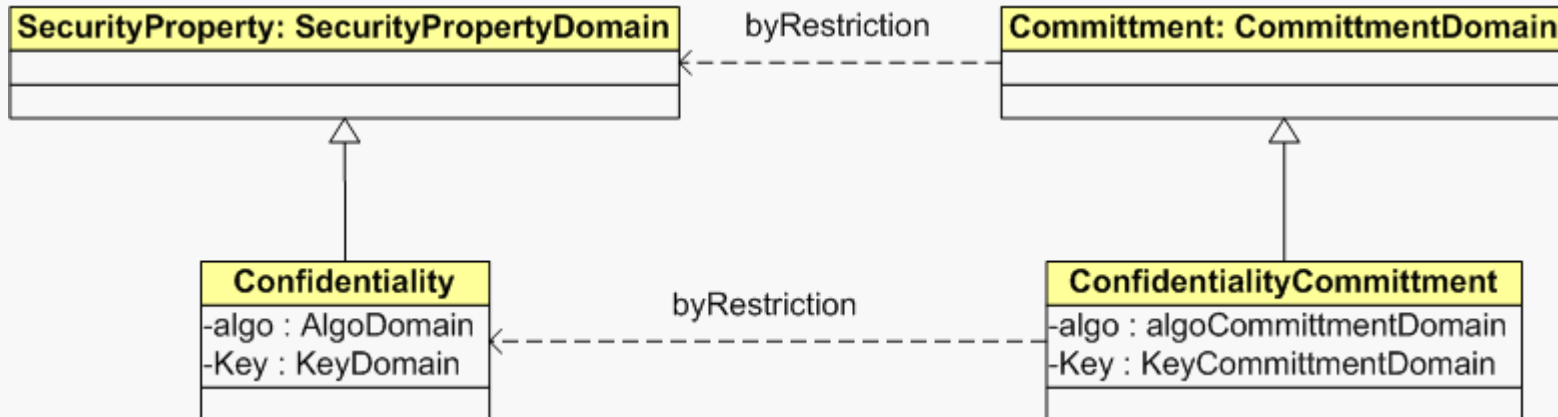 SecurityProperty: SecurityPropertyDomain
byRestriction
Committment: CommittmentDomain
Confidentiality
-algo : AlgoDomain
-Key : KeyDomain
byRestriction
ConfidentialityCommittment
-algo : algoCommittmentDomain
-Key : KeyCommittmentDomain